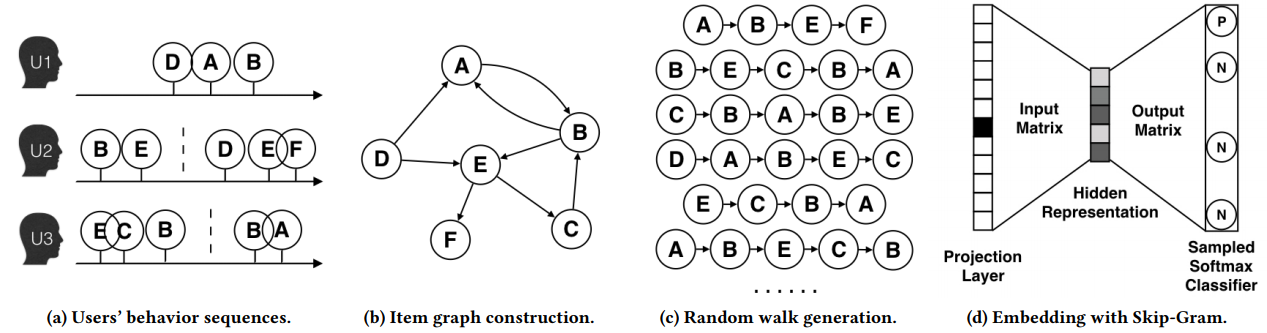 U1
D A B
U2
B E D E F
U3
E C B B A
(a) Users' behavior sequences.
A
B
D
E
F
C
(b) Item graph construction.
A B E F
B E C B A
C B A B E
D A B E C
E C B A
A B E C B
......
(c) Random walk generation.
P
N
N
N
Input
Matrix
Output
Matrix
Hidden
Representation
Projection
Layer
Sampled
Softmax
Classifier
(d) Embedding with Skip-Gram.